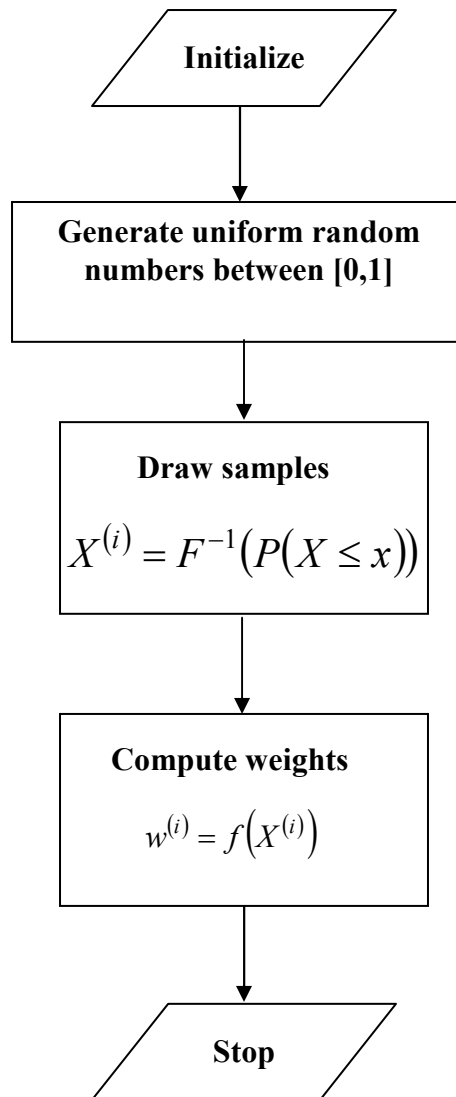 Initialize
Generate uniform random
numbers between [0,1]
Draw samples
X^{(i)} = F^{-1}(P(X ≤ x))
Compute weights
w^{(i)} = f(X^{(i)})
Stop